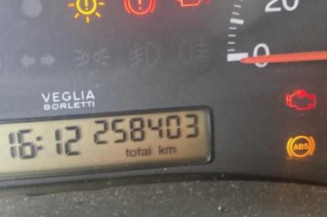 20
0
VEGLIA
BORLETTI
16:12 258403
total km
ABS